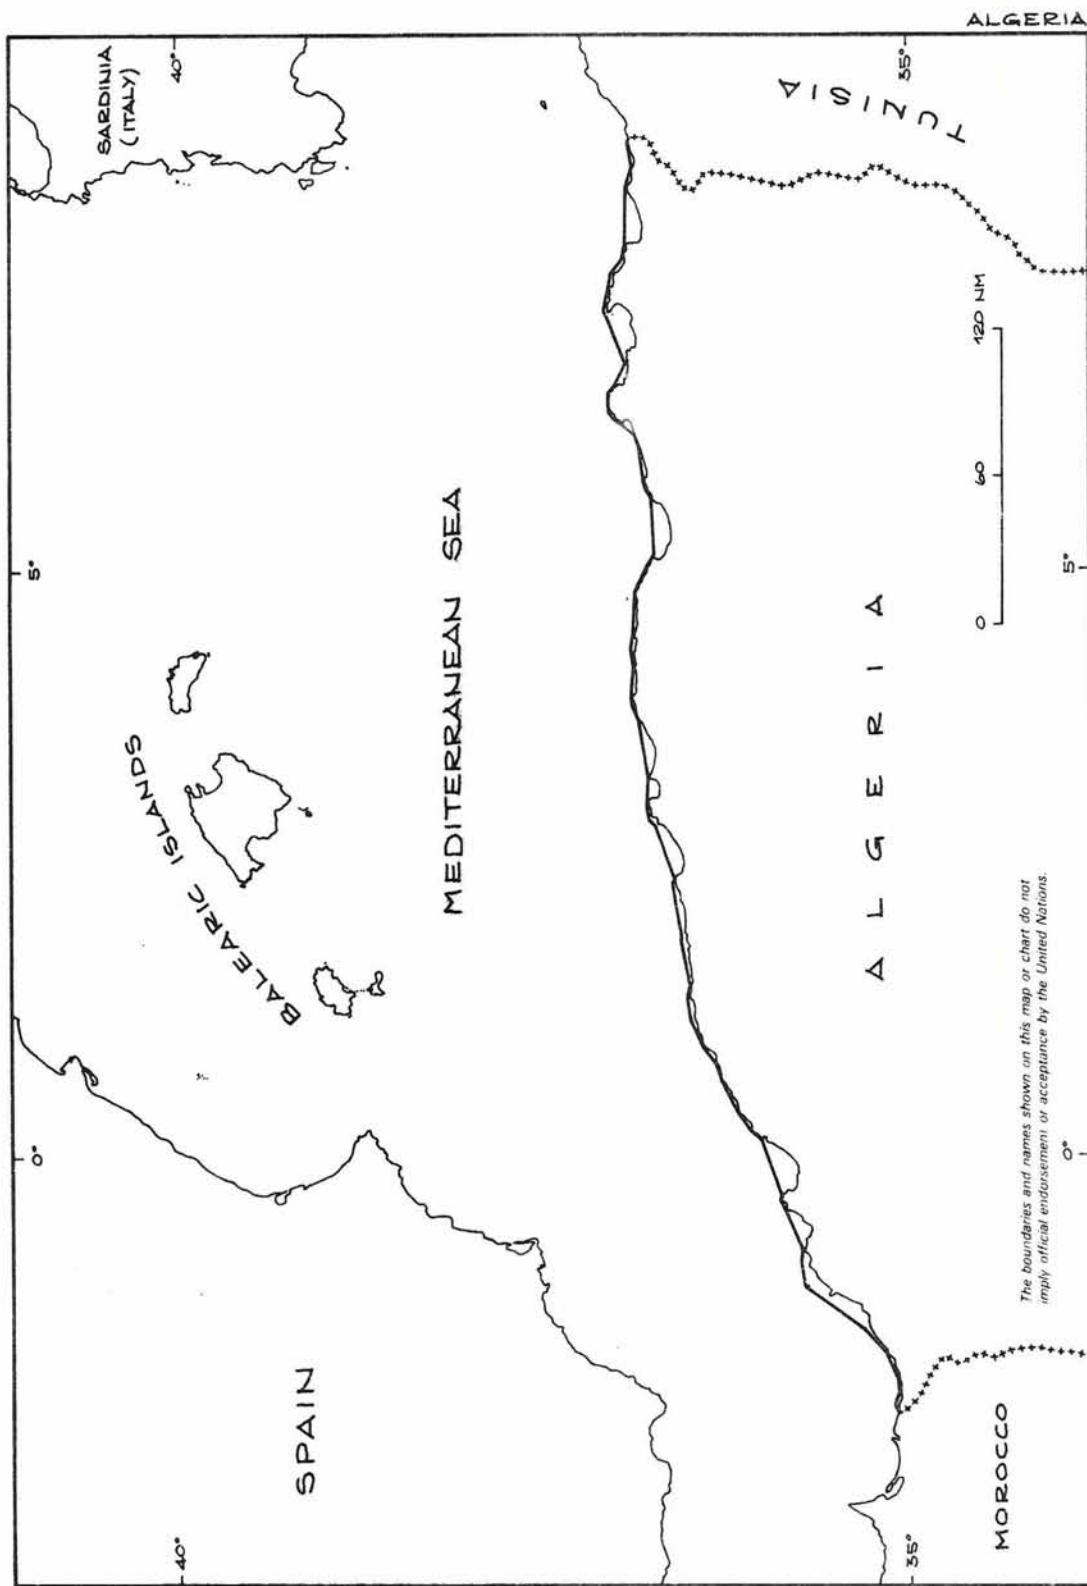 ALGERIA
40°
5°
0°
40°
SARDINIA
(ITALY)
BALEARIC ISLANDS
SPAIN
MEDITERRANEAN SEA
TUNISIA
ALGERIA
MOROCCO
35°
5°
0°
35°
0 60 120 NM
The boundaries and names shown on this map or chart do not
imply official endorsement or acceptance by the United Nations.